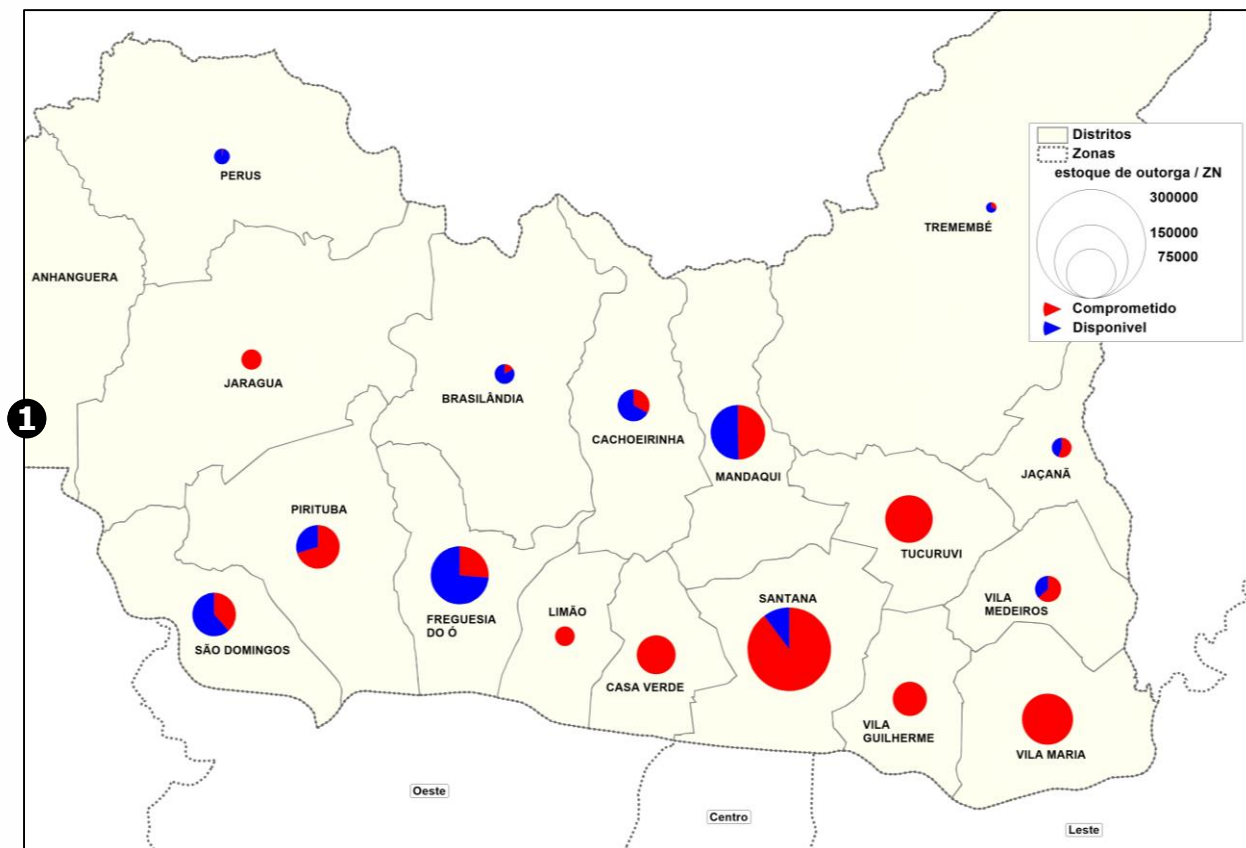 PERUS
TREMEMBÉ
Distritos
Zonas
estoque de outorga / ZN
300000
150000
75000
Comprometido
Disponivel
ANHANGUERA
JARAGUA
BRASILÂNDIA
CACHOEIRINHA
MANDAQUI
JAÇANÃ
1
PIRITUBA
TUCURUVI
FREGUESIA
DO Ó
LIMÃO
SANTANA
VILA
MEDEIROS
SÃO DOMINGOS
CASA VERDE
VILA
GUILHERME
VILA MARIA
Oeste
Centro
Leste